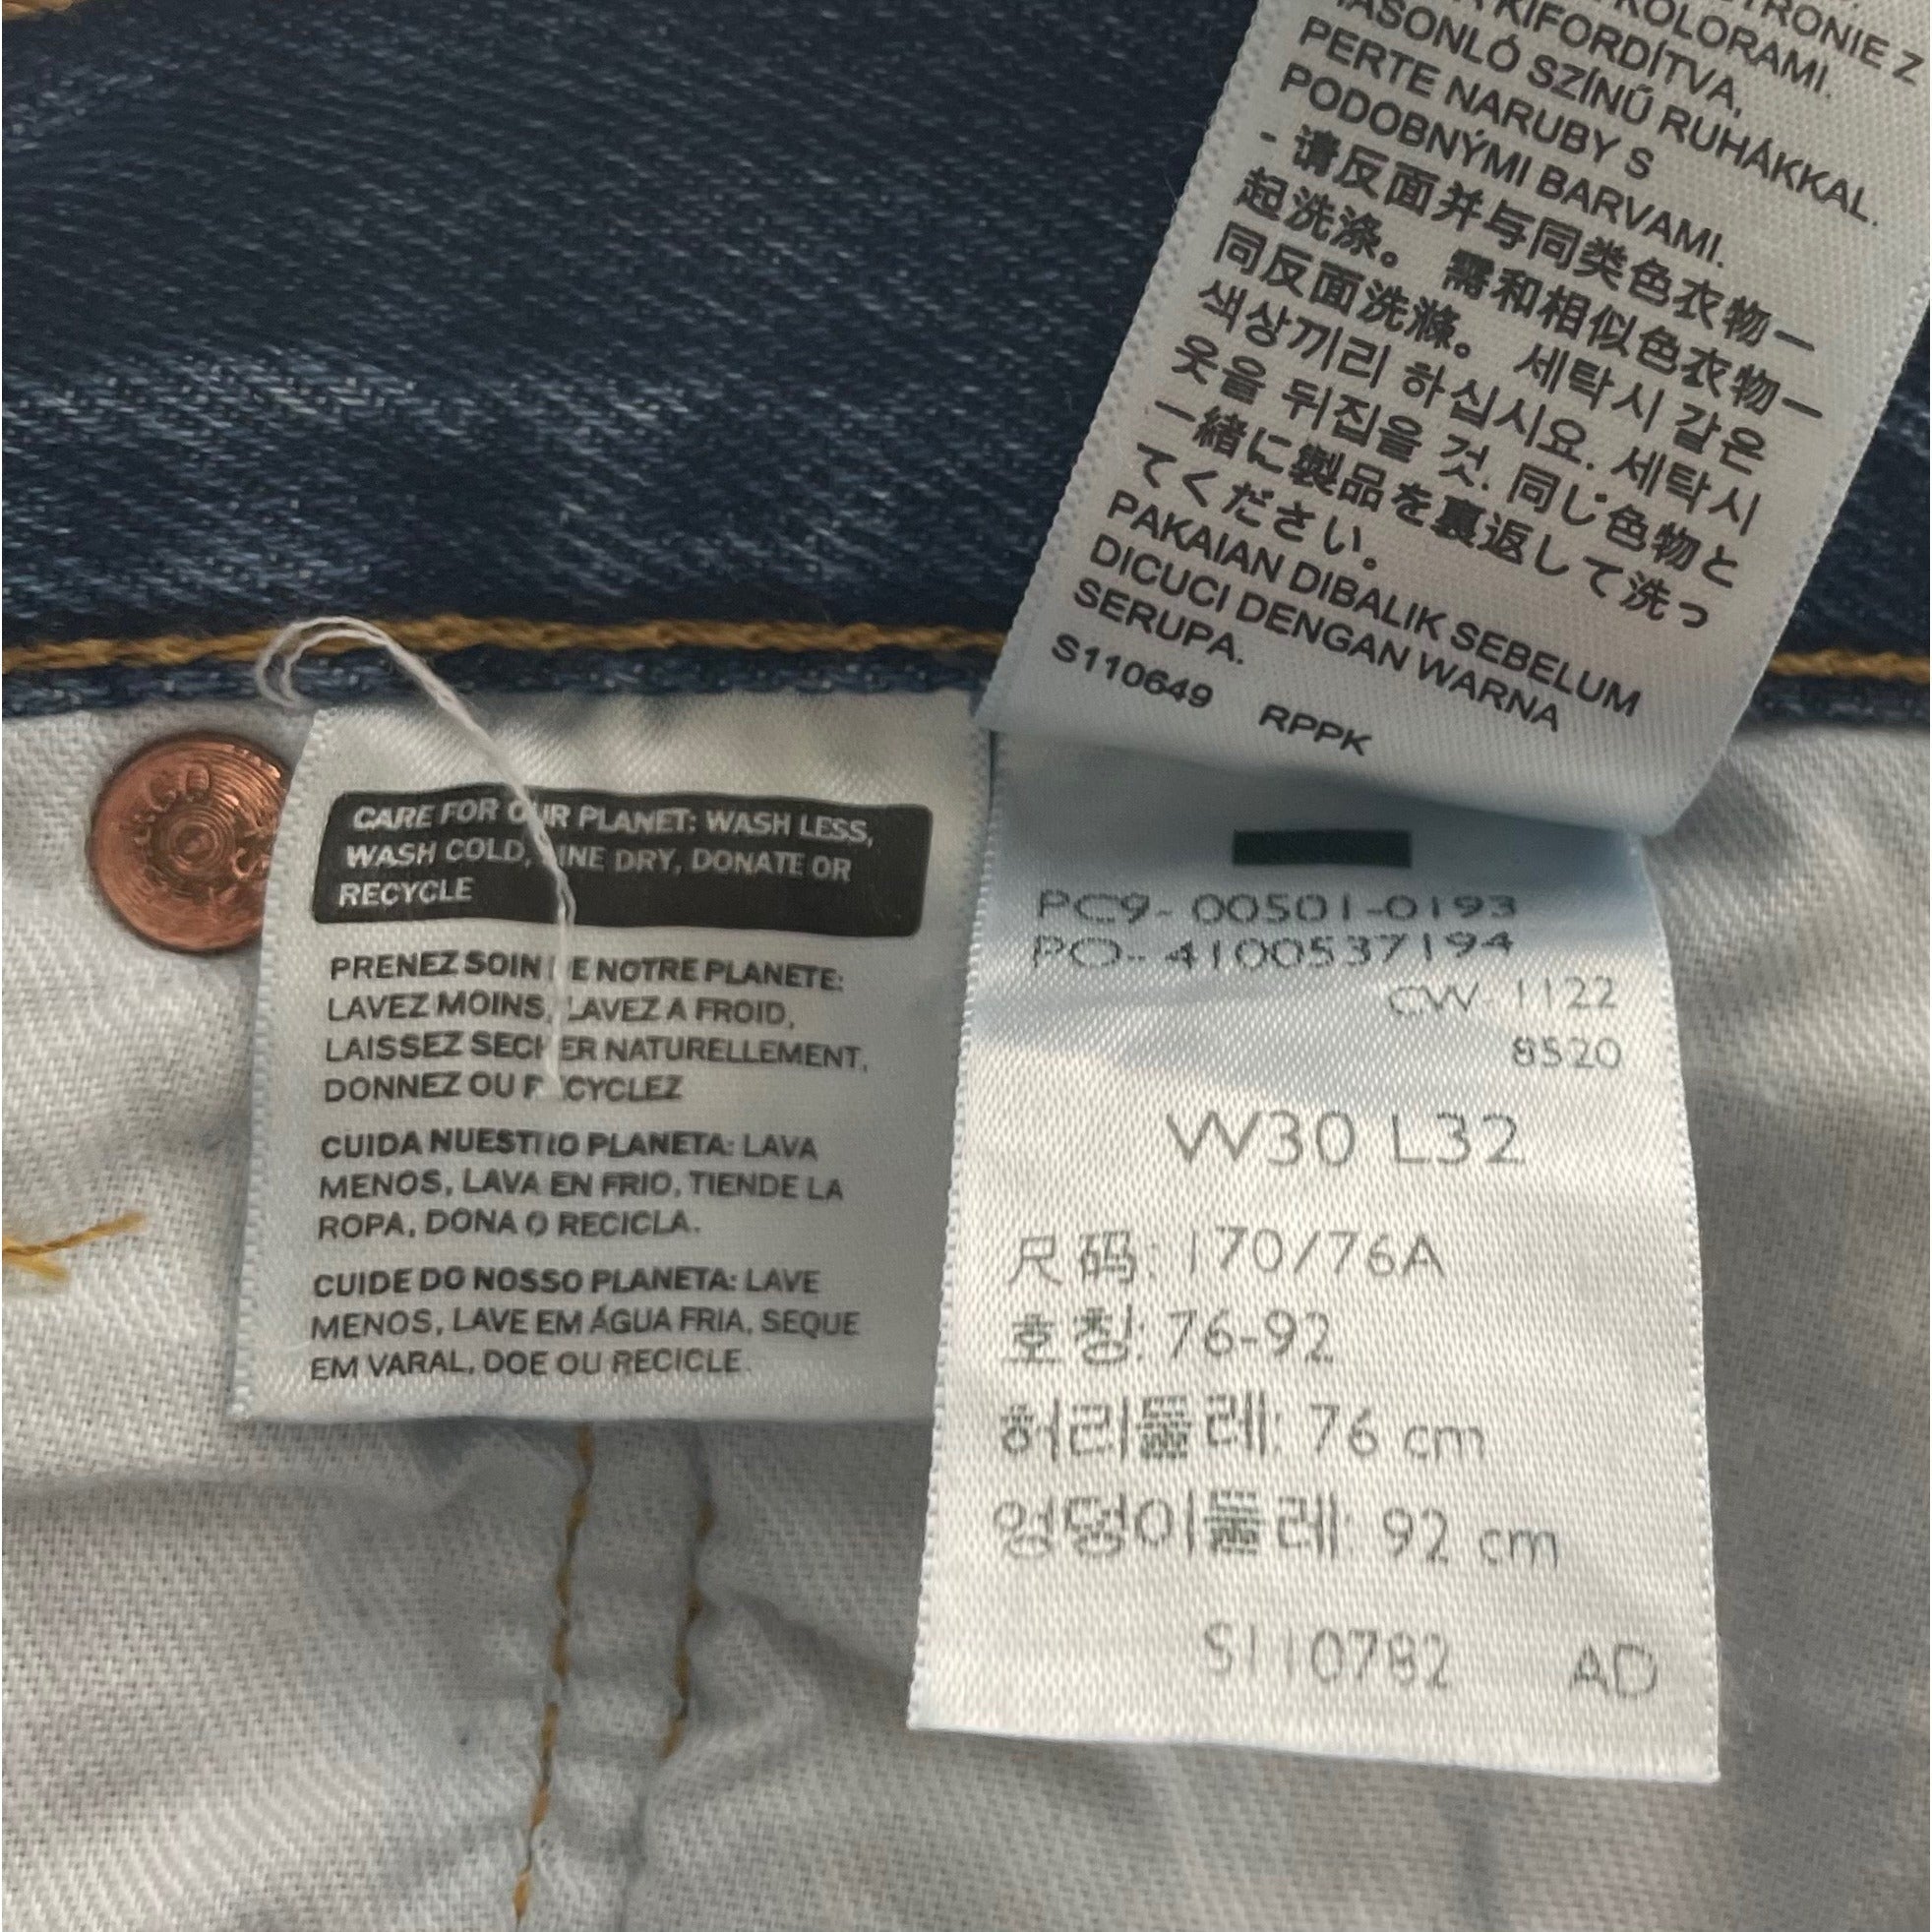 TRONIE Z
KOLORAMI.
KIFORDÍTVA,
SZÍNŰ RUHÁKKAL.
PERTE NARUBY S
PODOBNÝMI BARVAMI.
- 请反面并与同类色衣物一
起洗涤。 需和相似色衣物一
同反面洗滌。 세탁시 같은
색상끼리 하십시요. 세탁시
옷을 뒤집을 것. 同じ色物と
一緒に製品を裏返して洗っ
てください。
PAKAIAN DIBALIK SEBELUM
DICUCI DENGAN WARNA
SERUPA.
S110649 RPPK
CARE FOR OUR PLANET: WASH LESS,
WASH COLD, LINE DRY, DONATE OR
RECYCLE
PRENEZ SOIN DE NOTRE PLANETE:
LAVEZ MOINS, LAVEZ A FROID,
LAISSEZ SECHER NATURELLEMENT,
DONNEZ OU RECYCLEZ
CUIDA NUESTRO PLANETA: LAVA
MENOS, LAVA EN FRIO, TIENDE LA
ROPA, DONA O RECICLA.
CUIDE DO NOSSO PLANETA: LAVE
MENOS, LAVE EM ÁGUA FRIA, SEQUE
EM VARAL, DOE OU RECICLE.
PC9- 00501-0193
PO-- 4100537194
CW- 1122
8520
W30 L32
尺码: 170/76A
호칭: 76-92
허리둘레: 76 cm
엉덩이둘레: 92 cm
S110782 AD